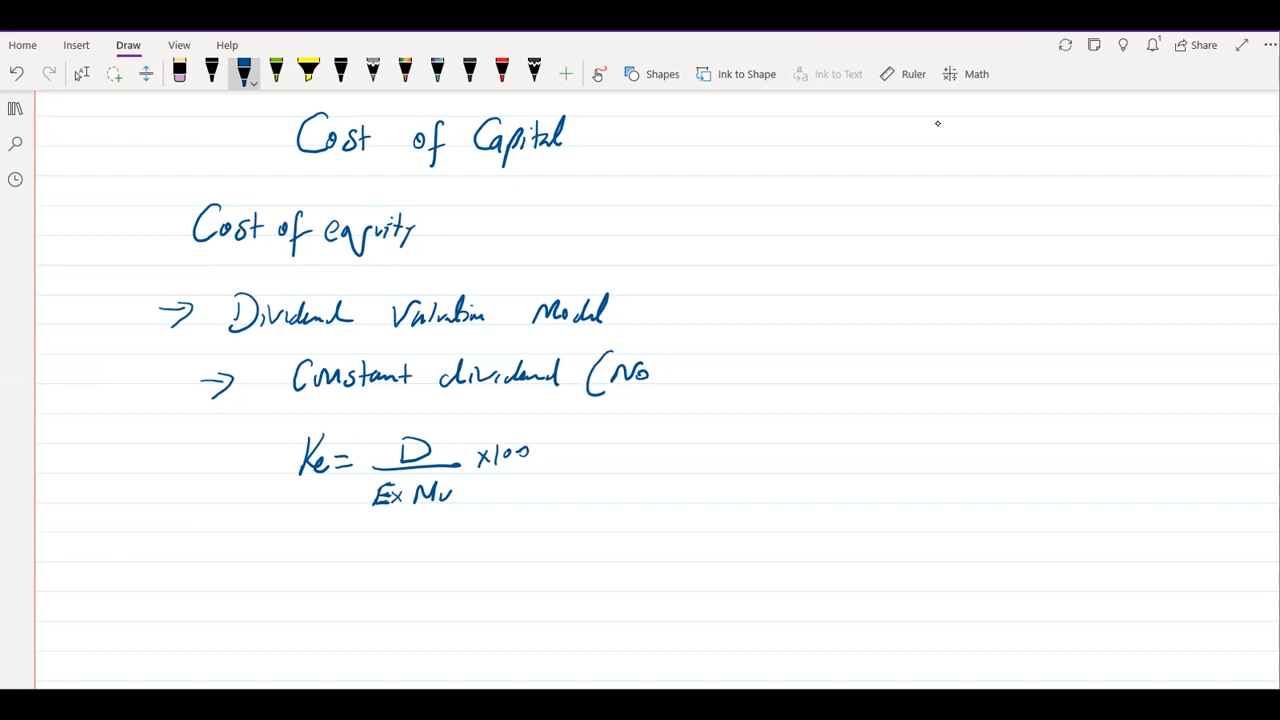 Home Insert Draw View Help
1 Share
Shapes Ink to Shape Ink to Text Ruler Math
Cost of Capital
Cost of equity
→ Dividend Valuation Model
→ Constant dividend (No
Ke = D / Ex Mv ×100